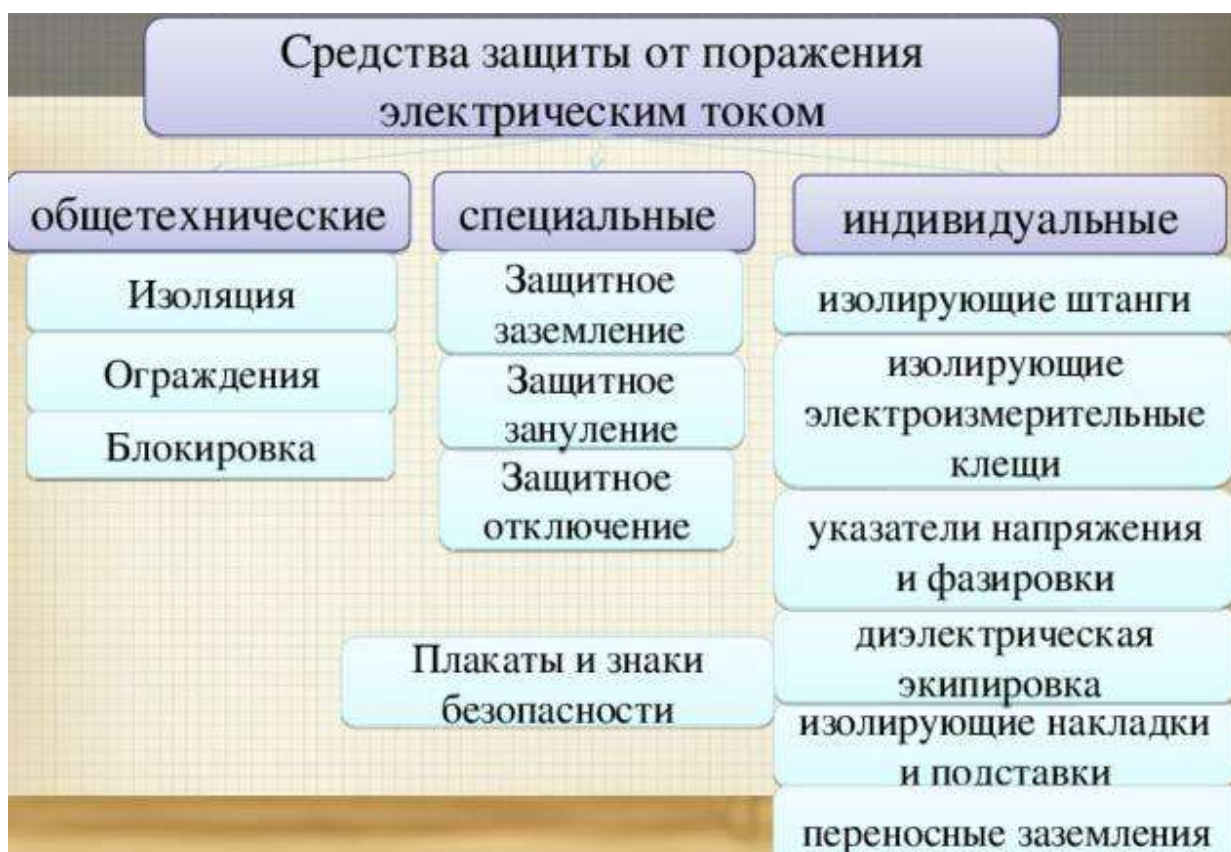 Средства защиты от поражения
электрическим током
общетехнические
Изоляция
Ограждения
Блокировка
специальные
Защитное
заземление
Защитное
зануление
Защитное
отключение
Плакаты и знаки
безопасности
индивидуальные
изолирующие штанги
изолирующие
электроизмерительные
клещи
указатели напряжения
и фазировки
диэлектрическая
экипировка
изолирующие накладки
и подставки
переносные заземления